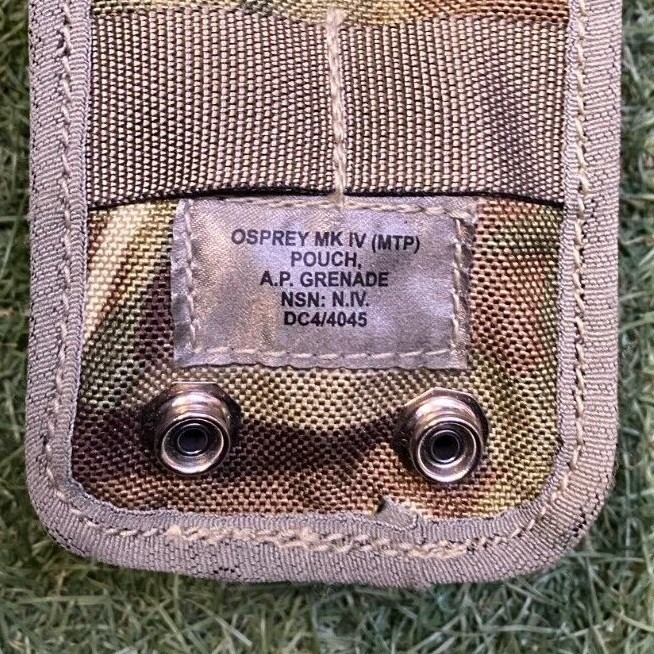 OSPREY MK IV (MTP)
POUCH,
A.P. GRENADE
NSN: N.IV.
DC4/4045